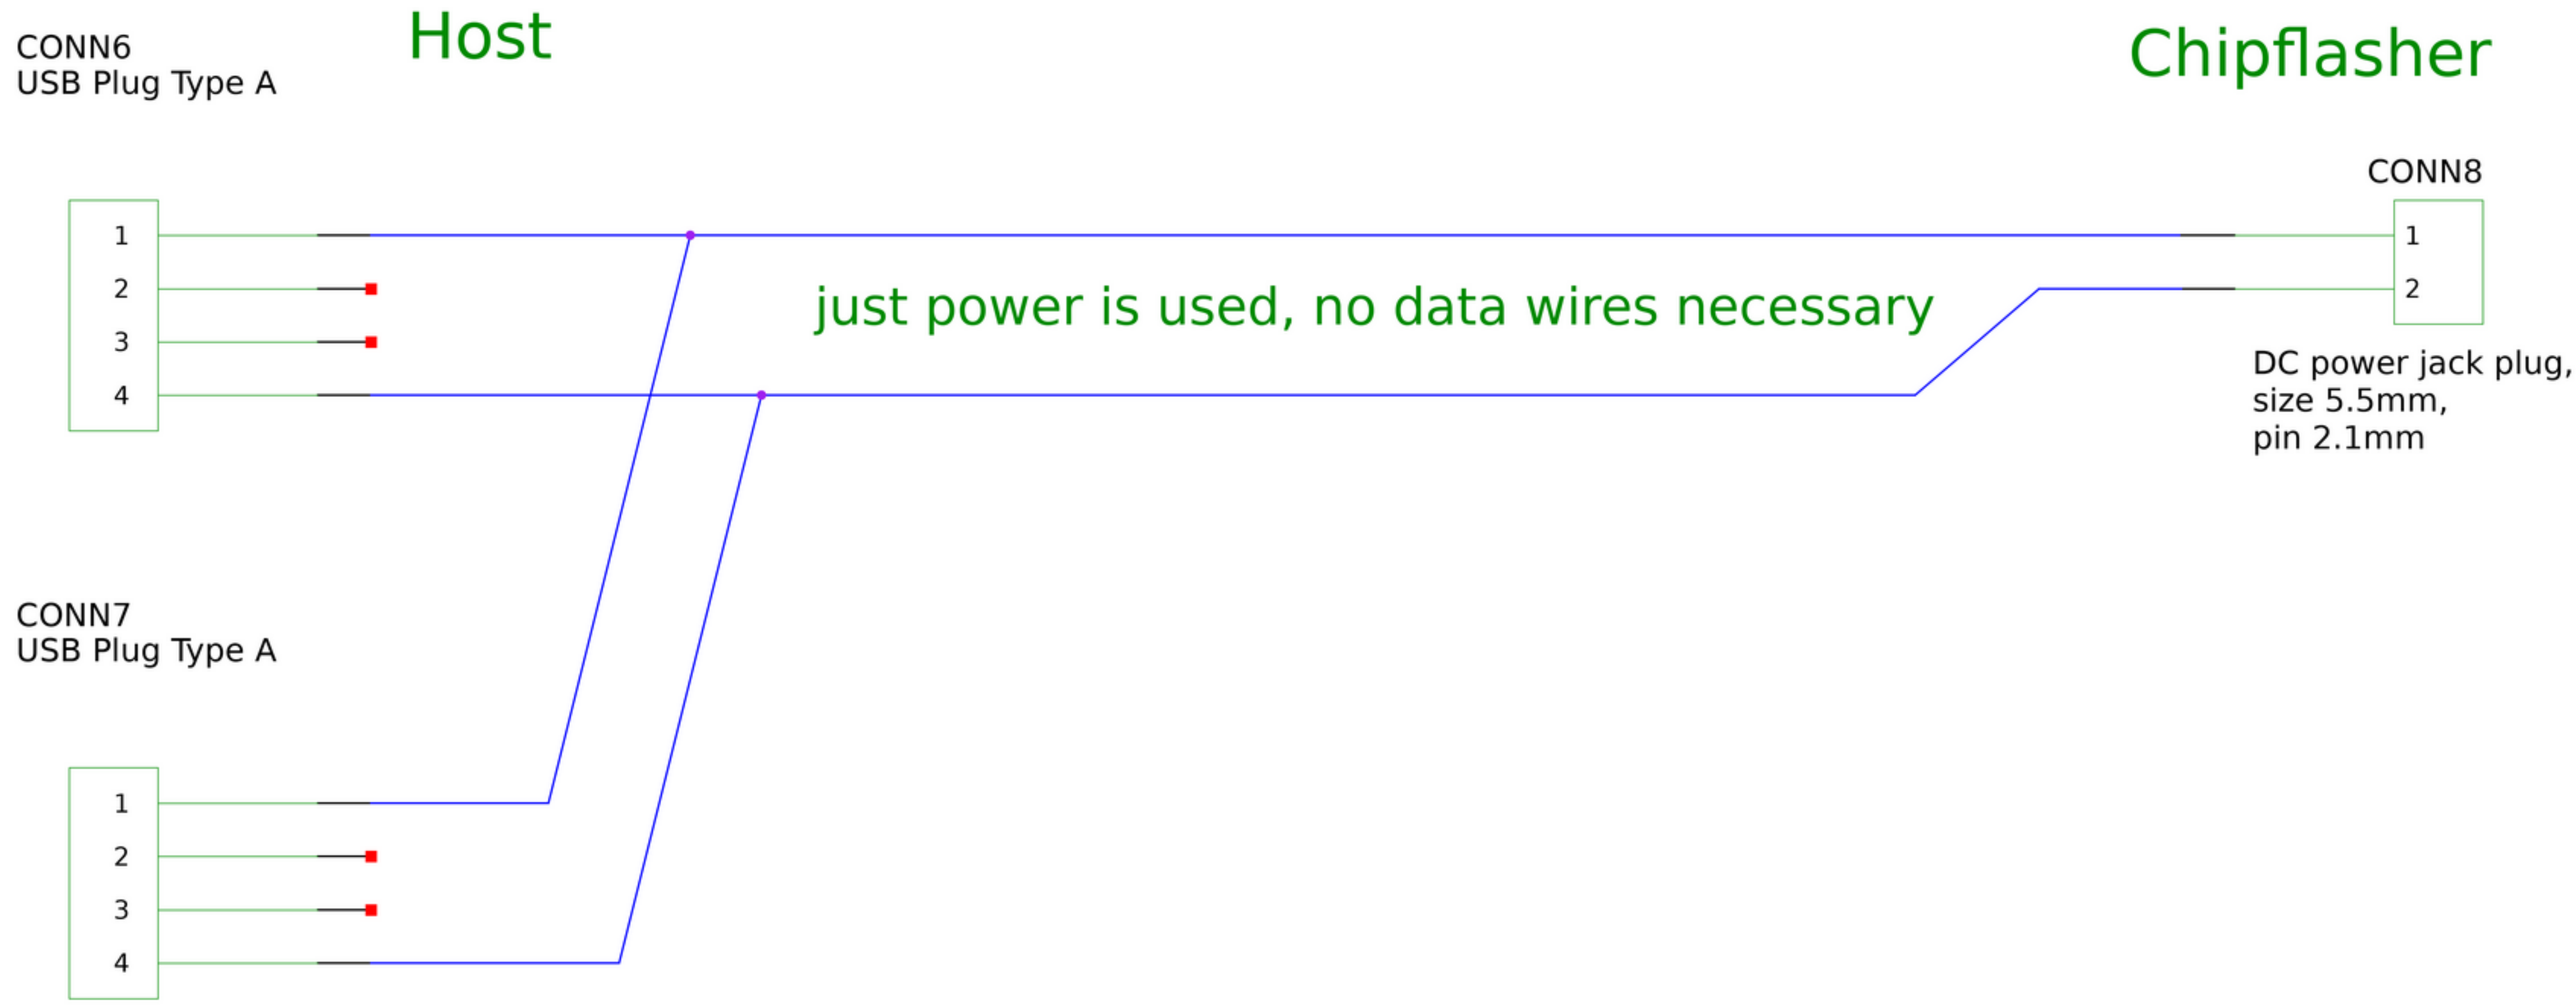 Host
Chipflasher
CONN6
USB Plug Type A
CONN8
1
2
3
4
1
2
just power is used, no data wires necessary
DC power jack plug,
size 5.5mm,
pin 2.1mm
CONN7
USB Plug Type A
1
2
3
4